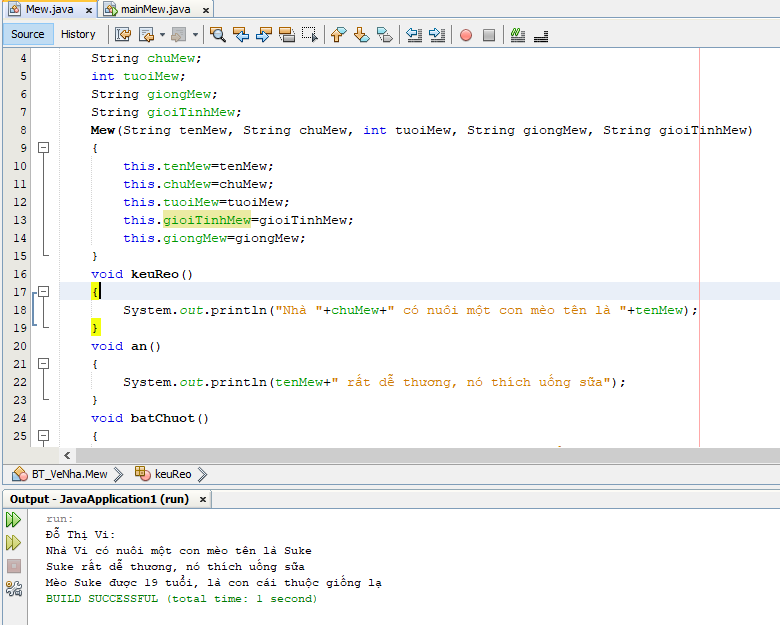 Mew.java x mainMew.java x
Source History
4 String chuMew;
5 int tuoiMew;
6 String giongMew;
7 String gioiTinhMew;
8 Mew(String tenMew, String chuMew, int tuoiMew, String giongMew, String gioiTinhMew)
9 {
10 this.tenMew=tenMew;
11 this.chuMew=chuMew;
12 this.tuoiMew=tuoiMew;
13 this.gioiTinhMew=gioiTinhMew;
14 this.giongMew=giongMew;
15 }
16 void keuReo()
17 {
18 System.out.println("Nhà "+chuMew+" có nuôi một con mèo tên là "+tenMew);
19 }
20 void an()
21 {
22 System.out.println(tenMew+" rất dễ thương, nó thích uống sữa");
23 }
24 void batChuot()
25 {
BT_VeNha.Mew keuReo
Output - JavaApplication1 (run) x
run:
Đỗ Thị Vi:
Nhà Vi có nuôi một con mèo tên là Suke
Suke rất dễ thương, nó thích uống sữa
Mèo Suke được 19 tuổi, là con cái thuộc giống lạ
BUILD SUCCESSFUL (total time: 1 second)